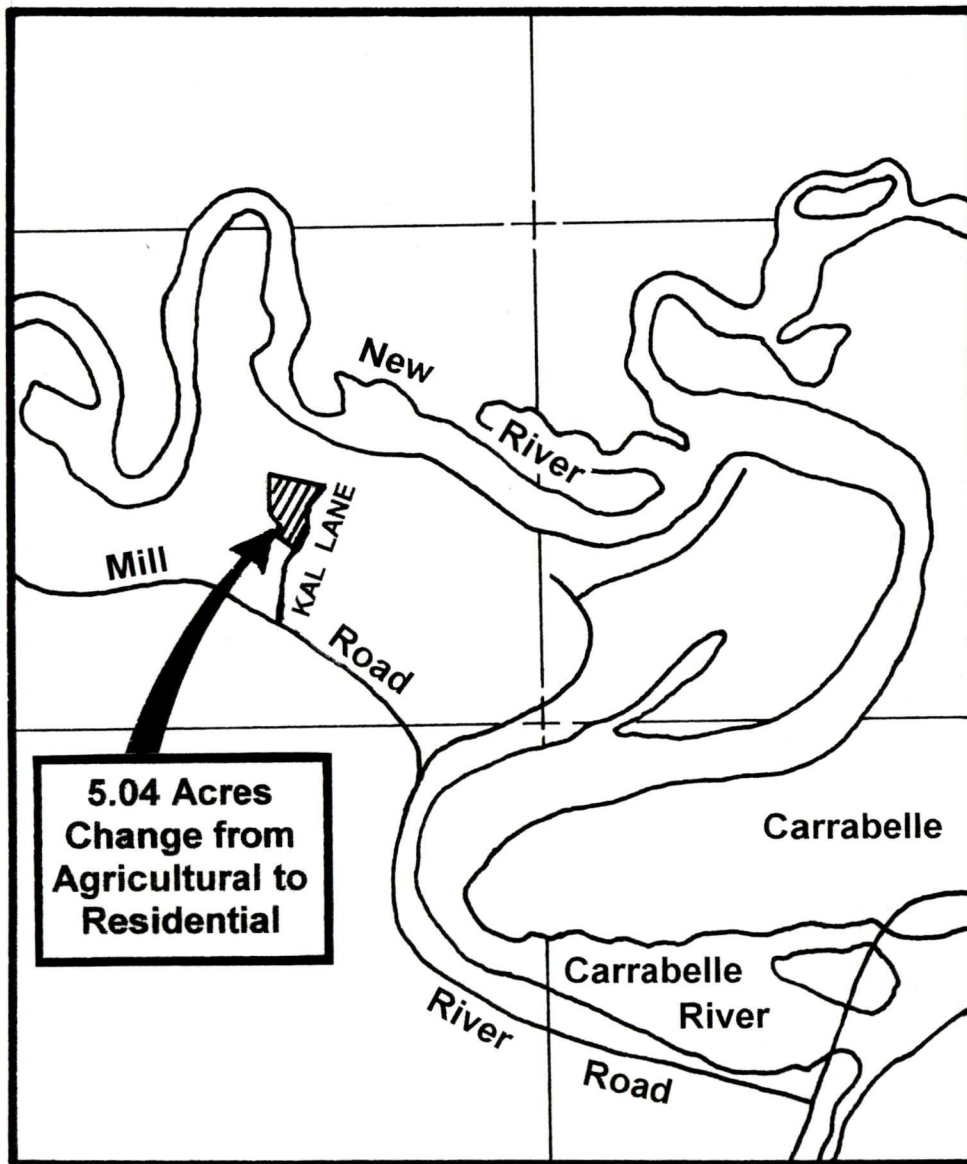 New
River
KAL LANE
Mill
Road
5.04 Acres
Change from
Agricultural to
Residential
Carrabelle
Carrabelle
River
River
Road